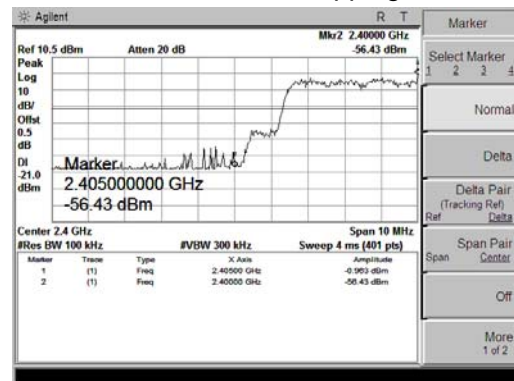 Agilent
R T
Mkr2 2.40000 GHz
Ref 10.5 dBm Atten 20 dB -56.43 dBm
Peak
Log
10
dB/
Offst
0.5
dB
DI
-21.0
dBm
Marker
2.405000000 GHz
-56.43 dBm
Center 2.4 GHz Span 10 MHz
#Res BW 100 kHz #VBW 300 kHz Sweep 4 ms (401 pts)
Marker Trace Type X Axis Amplitude
1 (1) Freq 2.40500 GHz -0.963 dBm
2 (1) Freq 2.40000 GHz -56.43 dBm
Marker
Select Marker
1 2 3 4
Normal
Delta
Delta Pair
(Tracking Ref)
Ref Delta
Span Pair
Span Center
Off
More
1 of 2